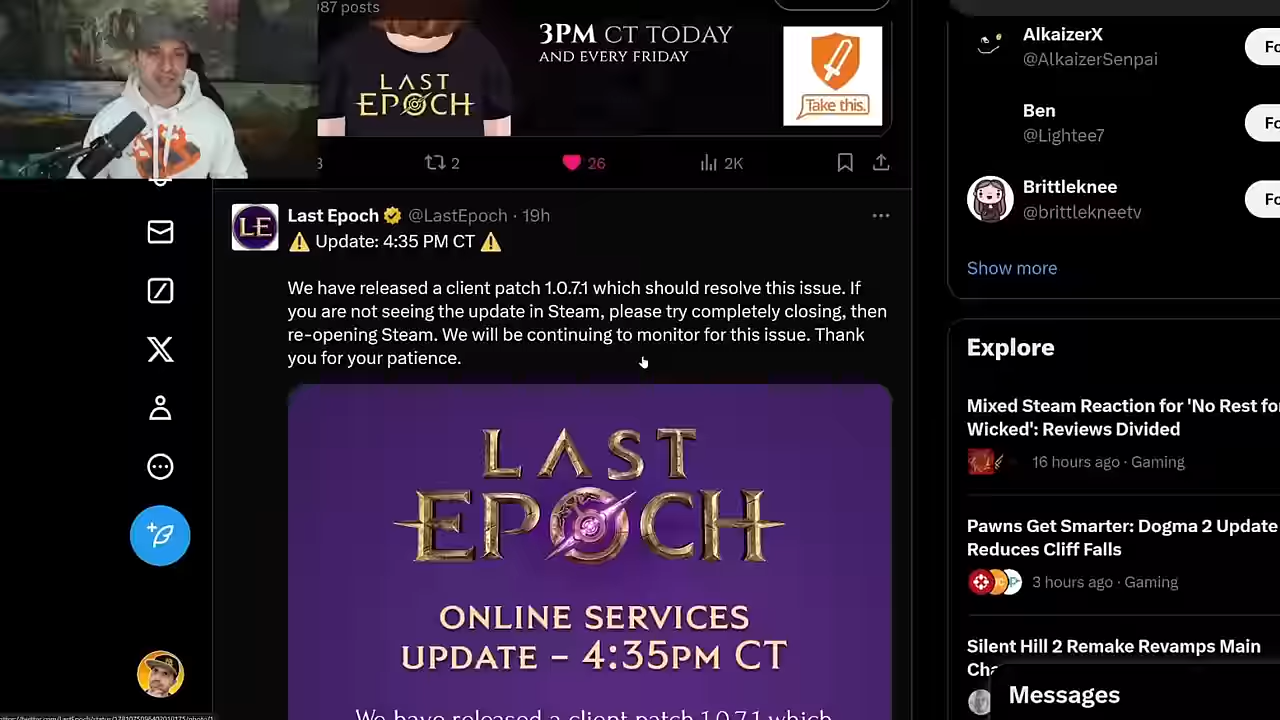 087 posts
3PM CT TODAY
AND EVERY FRIDAY
LAST
EPOCH
Take this.
3
2
26
2K
Last Epoch @LastEpoch · 19h
⚠️ Update: 4:35 PM CT ⚠️
We have released a client patch 1.0.7.1 which should resolve this issue. If
you are not seeing the update in Steam, please try completely closing, then
re-opening Steam. We will be continuing to monitor for this issue. Thank
you for your patience.
LAST
EPOCH
ONLINE SERVICES
UPDATE – 4:35PM CT
We have released a client patch 1.0.7.1 which
AlkaizerX
@AlkaizerSenpai
Fo
Ben
@Lightee7
Fo
Brittleknee
@brittlekneetv
Fo
Show more
Explore
Mixed Steam Reaction for 'No Rest for
Wicked': Reviews Divided
16 hours ago · Gaming
Pawns Get Smarter: Dogma 2 Update
Reduces Cliff Falls
3 hours ago · Gaming
Silent Hill 2 Remake Revamps Main
Cha
Messages